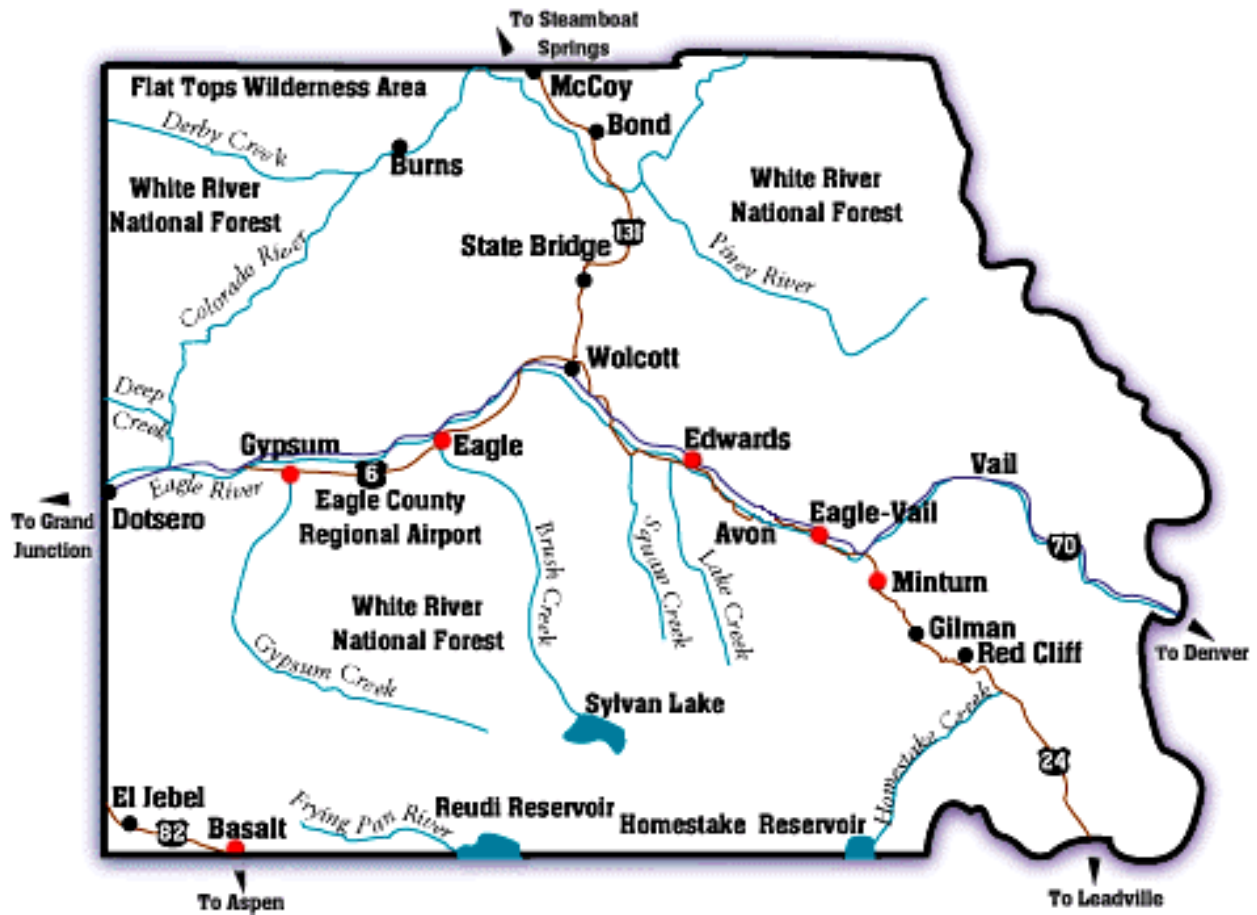 To Steamboat
Springs
Flat Tops Wilderness Area
McCoy
Derby Creek
Bond
Burns
White River
National Forest
White River
National Forest
131
State Bridge
Piney River
Colorado River
Wolcott
Deep
Creek
Gypsum
Eagle
Edwards
Vail
6
Eagle River
Eagle County
Regional Airport
To Grand
Junction
Dotsero
Brush Creek
Squaw Creek
Lake Creek
Avon
Eagle-Vail
70
Minturn
White River
National Forest
Gilman
Red Cliff
To Denver
Gypsum Creek
Sylvan Lake
Homestake Creek
24
El Jebel
82
Basalt
Frying Pan River
Reudi Reservoir
Homestake Reservoir
To Aspen
To Leadville